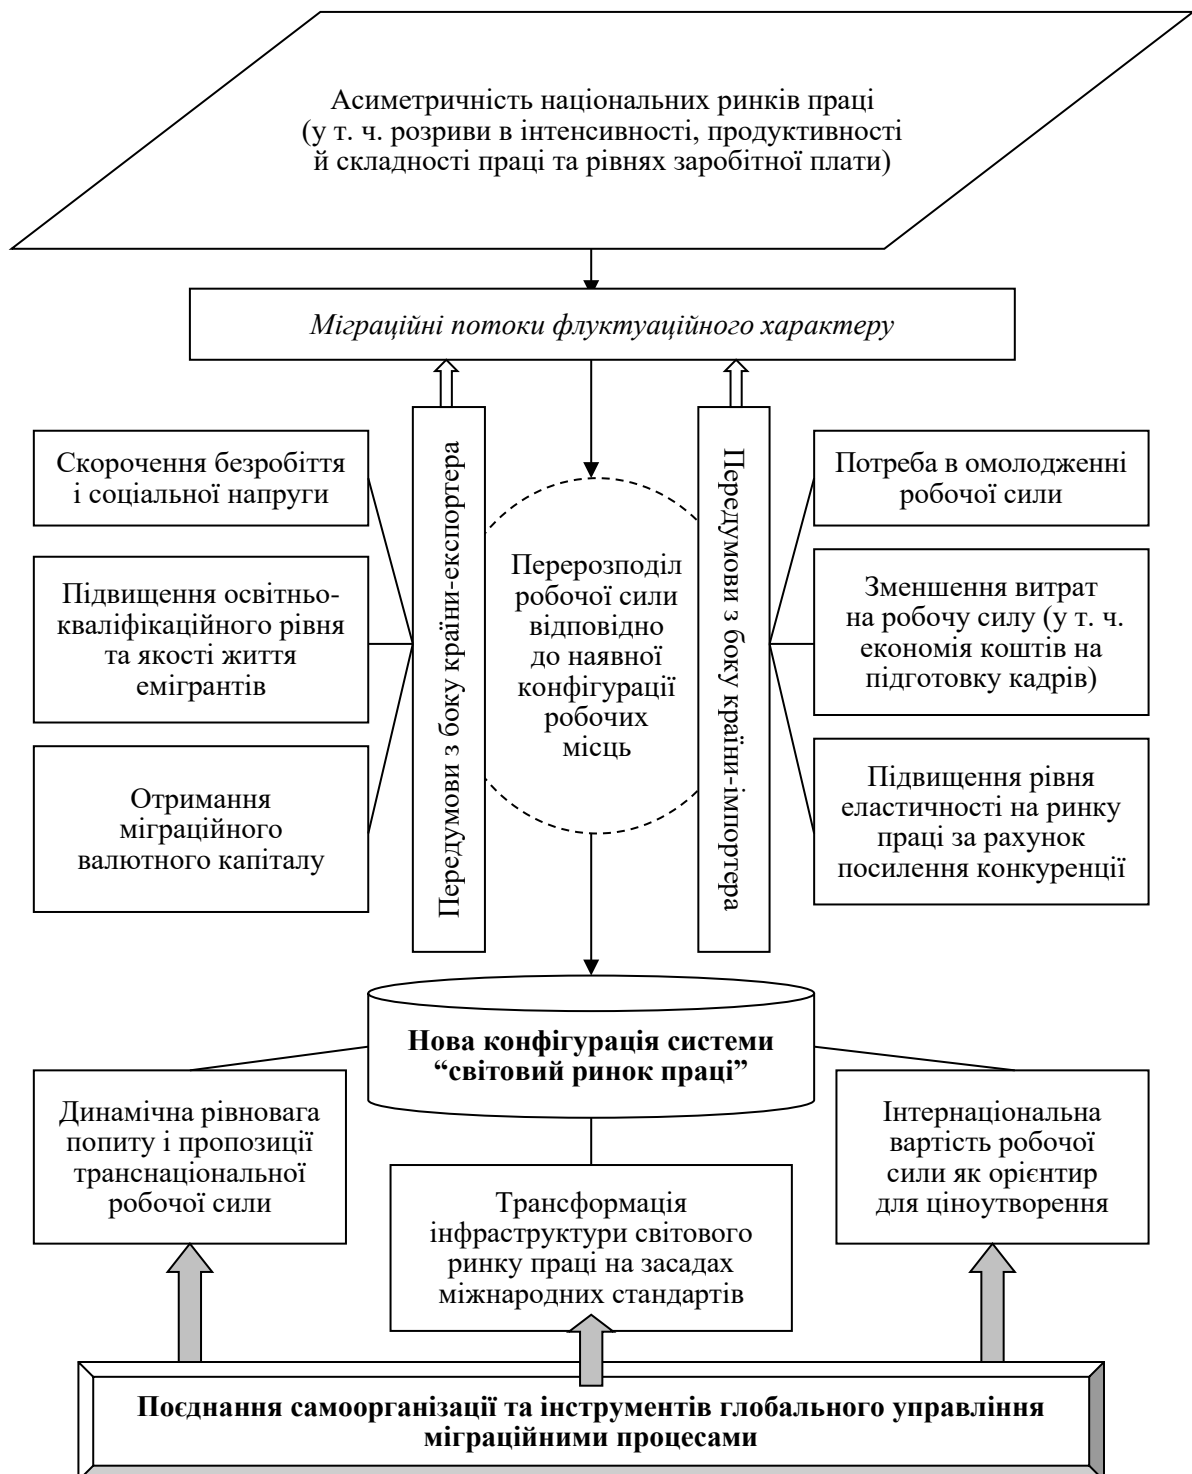 Асиметричність національних ринків праці
(у т. ч. розриви в інтенсивності, продуктивності
й складності праці та рівнях заробітної плати)
Міграційні потоки флуктуаційного характеру
Скорочення безробіття
і соціальної напруги
Підвищення освітньо-
кваліфікаційного рівня
та якості життя
емігрантів
Отримання
міграційного
валютного капіталу
Передумови з боку країни-експортера
Перерозподіл
робочої сили
відповідно
до наявної
конфігурації
робочих
місць
Передумови з боку країни-імпортера
Потреба в омолодженні
робочої сили
Зменшення витрат
на робочу силу (у т. ч.
економія коштів на
підготовку кадрів)
Підвищення рівня
еластичності на ринку
праці за рахунок
посилення конкуренції
Нова конфігурація системи
“світовий ринок праці”
Динамічна рівновага
попиту і пропозиції
транснаціональної
робочої сили
Трансформація
інфраструктури світового
ринку праці на засадах
міжнародних стандартів
Інтернаціональна
вартість робочої
сили як орієнтир
для ціноутворення
Поєднання самоорганізації та інструментів глобального управління
міграційними процесами